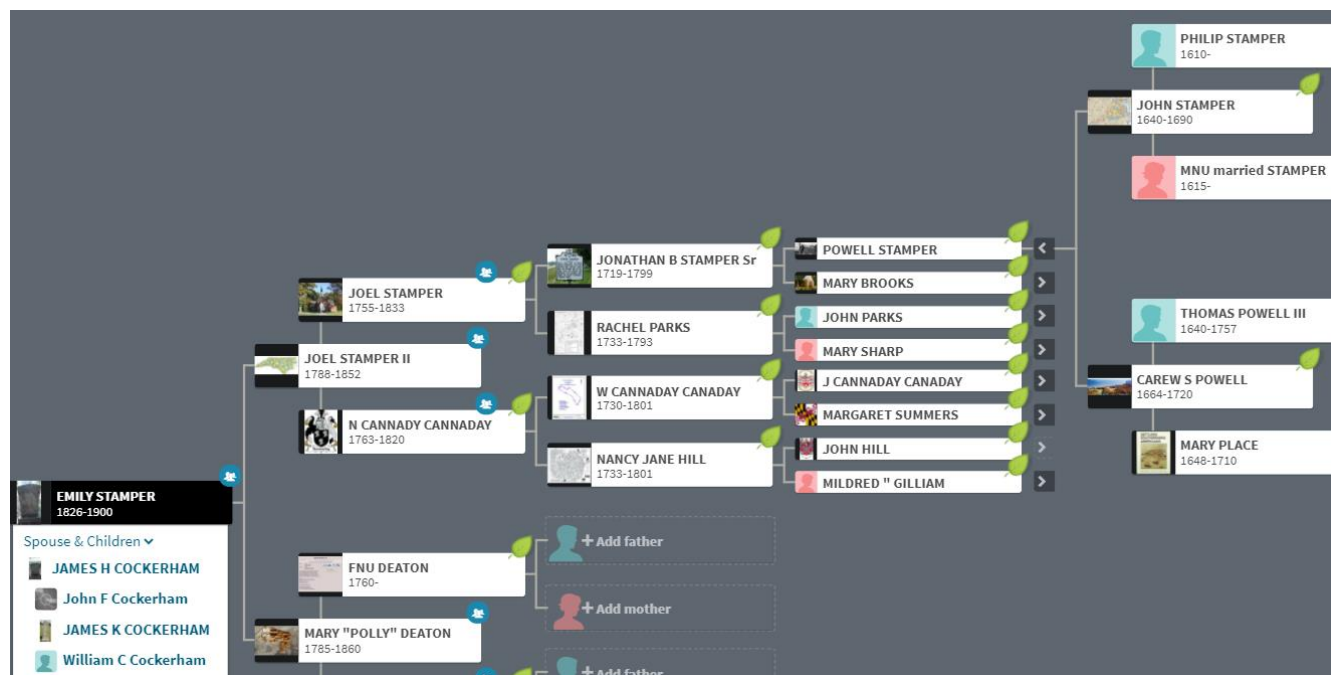 PHILIP STAMPER
1610-
JOHN STAMPER
1640-1690
MNU married STAMPER
1615-
JONATHAN B STAMPER Sr
1719-1799
POWELL STAMPER
MARY BROOKS
JOEL STAMPER
1755-1833
RACHEL PARKS
1733-1793
JOHN PARKS
MARY SHARP
THOMAS POWELL III
1640-1757
JOEL STAMPER II
1788-1852
W CANNADAY CANADAY
1730-1801
J CANNADAY CANADAY
MARGARET SUMMERS
CAREW S POWELL
1664-1720
N CANNADY CANNADAY
1763-1820
NANCY JANE HILL
1733-1801
JOHN HILL
MILDRED " GILLIAM
MARY PLACE
1648-1710
EMILY STAMPER
1826-1900
Spouse & Children
JAMES H COCKERHAM
John F Cockerham
JAMES K COCKERHAM
William C Cockerham
FNU DEATON
1760-
+ Add father
+ Add mother
MARY "POLLY" DEATON
1785-1860
+ Add father